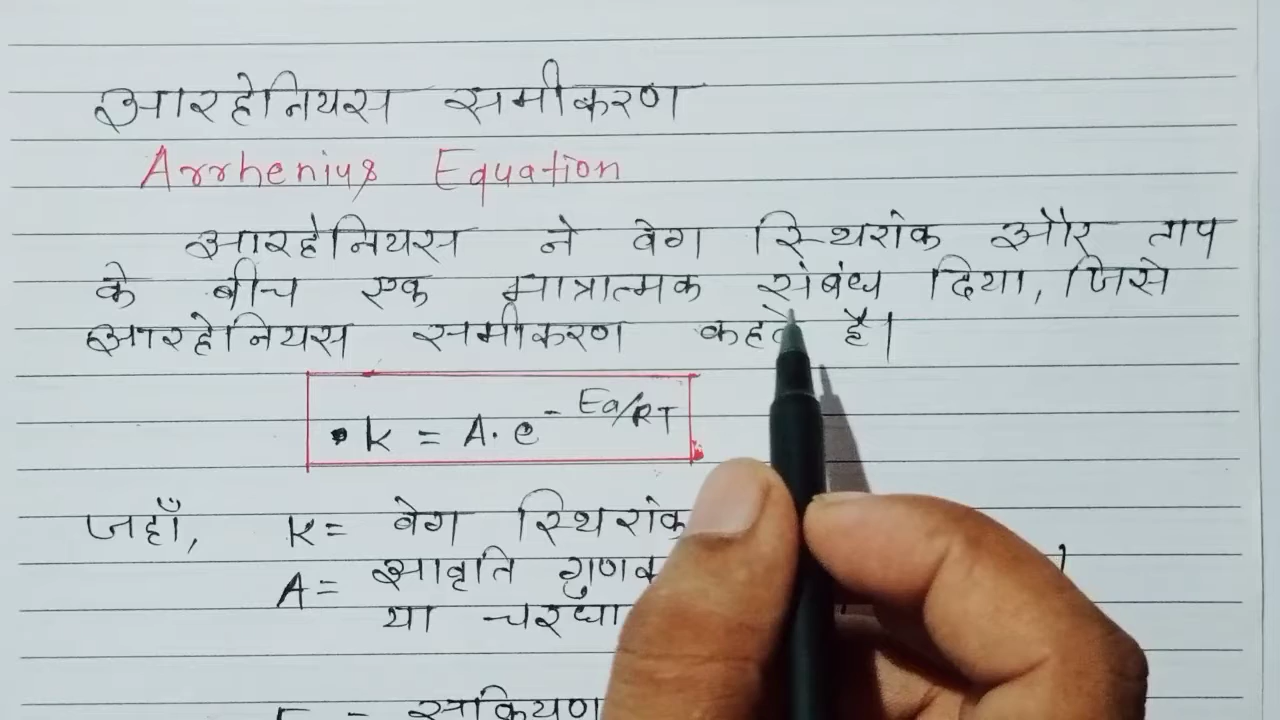 आरहेनियस समीकरण
Arrhenius Equation
आरहेनियस ने वेग स्थिरांक और ताप
के बीच एक मात्रात्मक संबंध दिया, जिसे
आरहेनियस समीकरण कहते है।
k = A. e^-Ea/RT
जहाँ, K = वेग स्थिरांक
A = आवृति गुणक
या